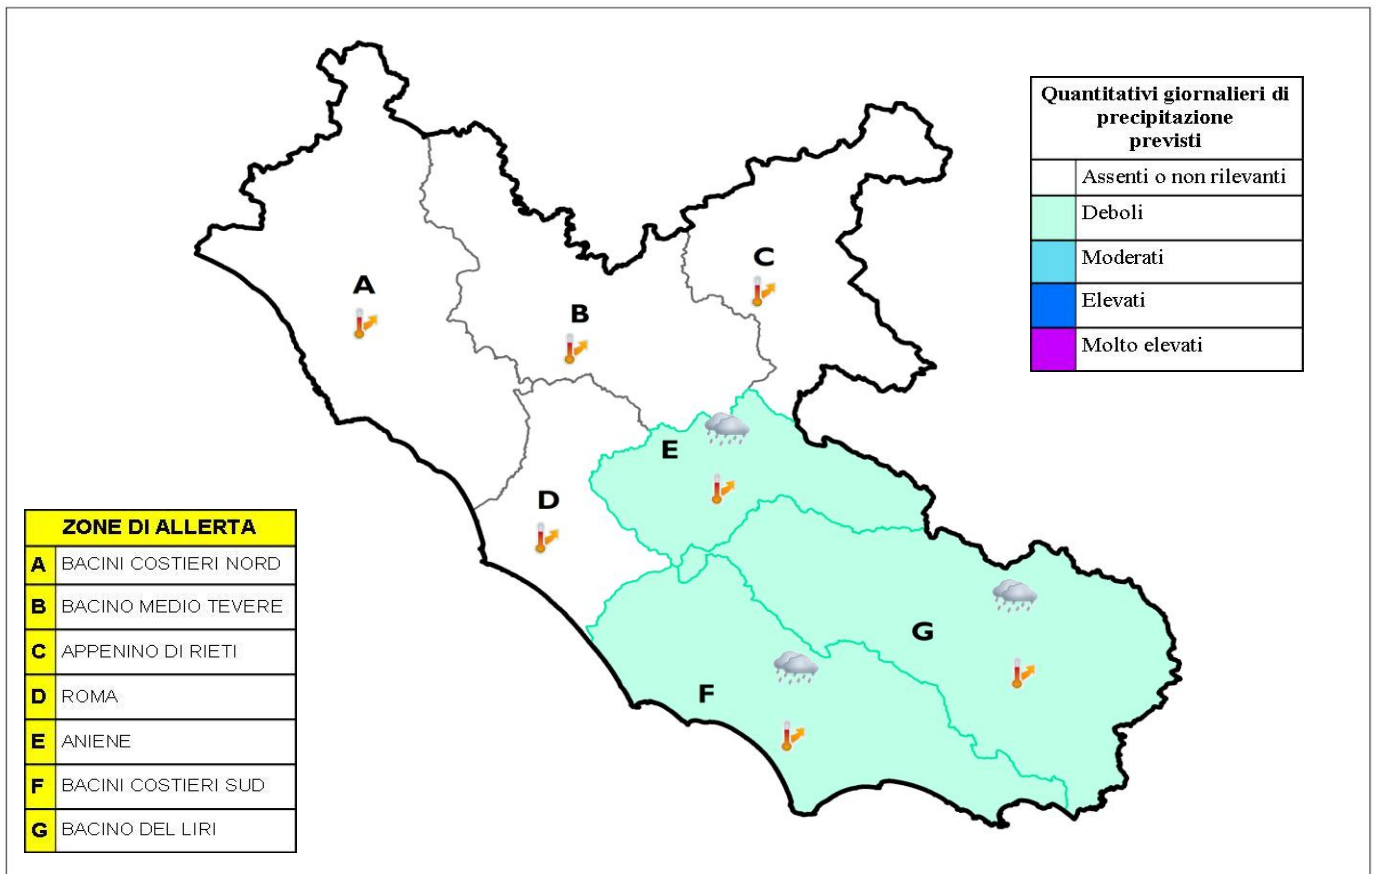 Quantitativi giornalieri di
precipitazione
previsti
Assenti o non rilevanti
Deboli
Moderati
Elevati
Molto elevati
A
B
C
D
E
F
G
ZONE DI ALLERTA
A BACINI COSTIERI NORD
B BACINO MEDIO TEVERE
C APPENINO DI RIETI
D ROMA
E ANIENE
F BACINI COSTIERI SUD
G BACINO DEL LIRI